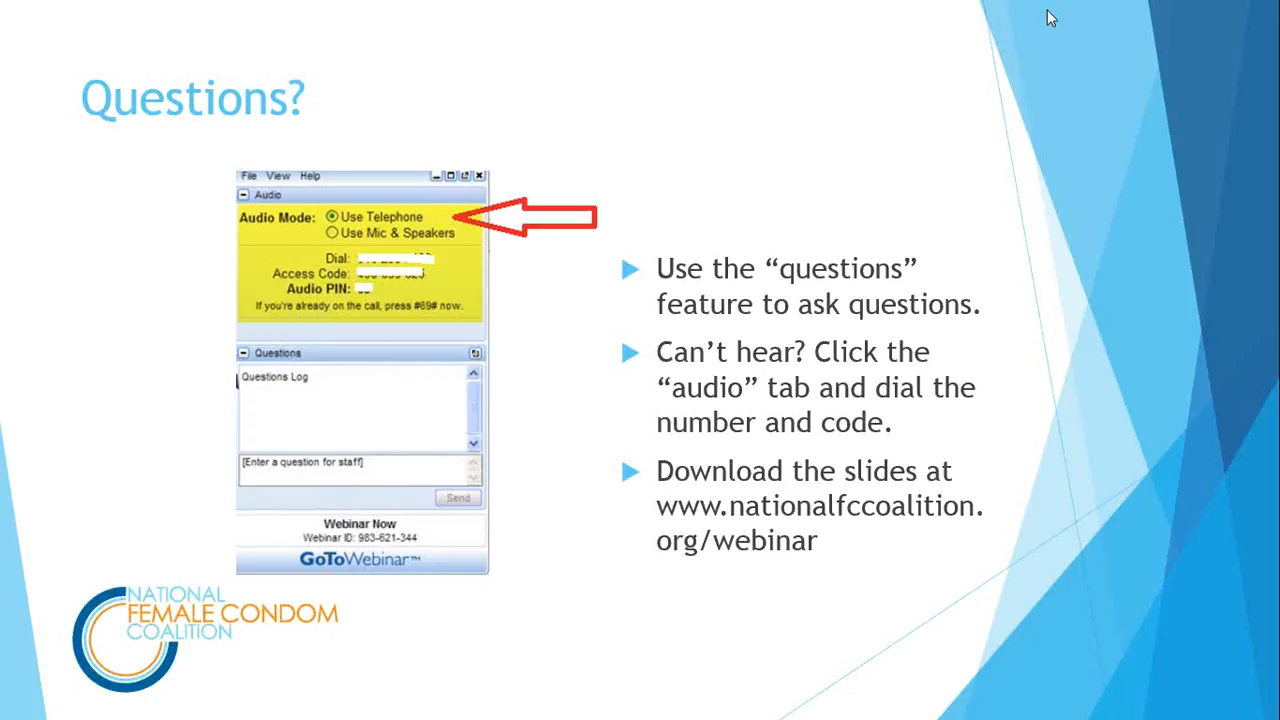 Questions?
File View Help
Audio
Audio Mode: Use Telephone
Use Mic & Speakers
Dial:
Access Code:
Audio PIN:
If you're already on the call, press #69# now.
Questions
Questions Log
[Enter a question for staff]
Send
Webinar Now
Webinar ID: 983-621-344
GoToWebinar™
Use the “questions”
feature to ask questions.
Can’t hear? Click the
“audio” tab and dial the
number and code.
Download the slides at
www.nationalfccoalition.
org/webinar
NATIONAL
FEMALE CONDOM
COALITION